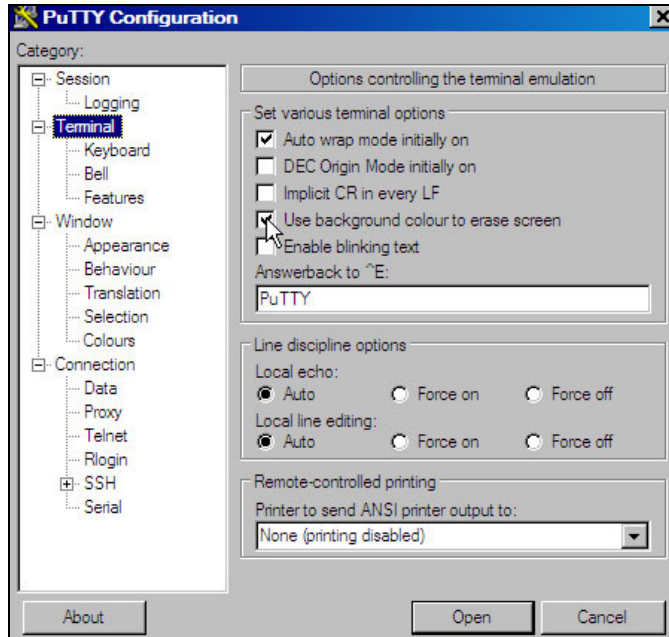 PuTTY Configuration
Category:
Session
Logging
Terminal
Keyboard
Bell
Features
Window
Appearance
Behaviour
Translation
Selection
Colours
Connection
Data
Proxy
Telnet
Rlogin
SSH
Serial
Options controlling the terminal emulation
Set various terminal options
Auto wrap mode initially on
DEC Origin Mode initially on
Implicit CR in every LF
Use background colour to erase screen
Enable blinking text
Answerback to ^E:
PuTTY
Line discipline options
Local echo:
Auto Force on Force off
Local line editing:
Auto Force on Force off
Remote-controlled printing
Printer to send ANSI printer output to:
None (printing disabled)
About Open Cancel